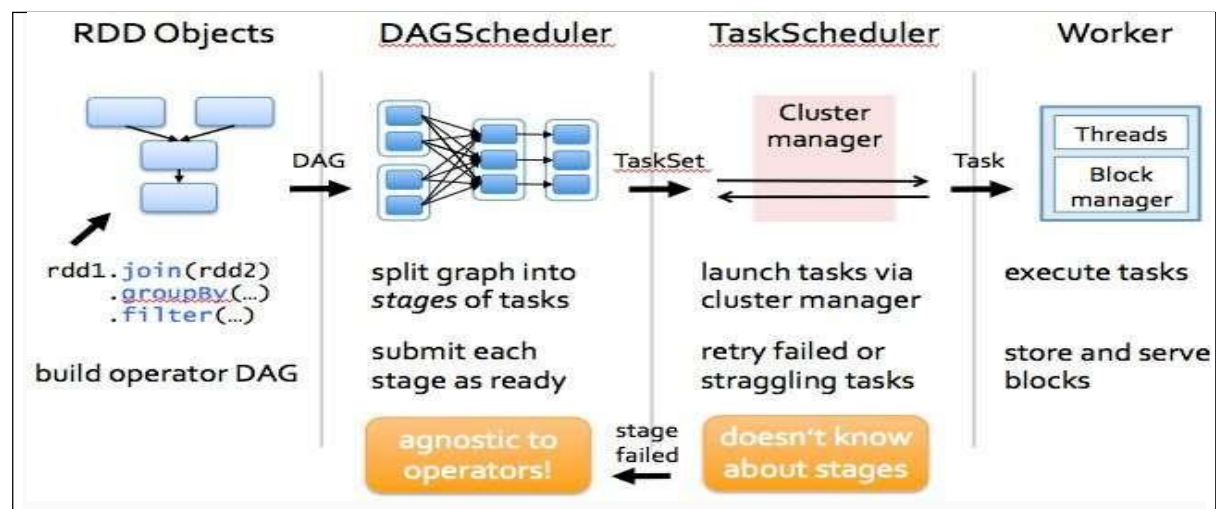 RDD Objects
DAGScheduler
TaskScheduler
Worker
DAG
TaskSet
Cluster
manager
Task
Threads
Block
manager
rdd1.join(rdd2)
.groupBy(…)
.filter(…)
build operator DAG
split graph into
stages of tasks
submit each
stage as ready
agnostic to
operators!
launch tasks via
cluster manager
retry failed or
straggling tasks
stage
failed
doesn't know
about stages
execute tasks
store and serve
blocks